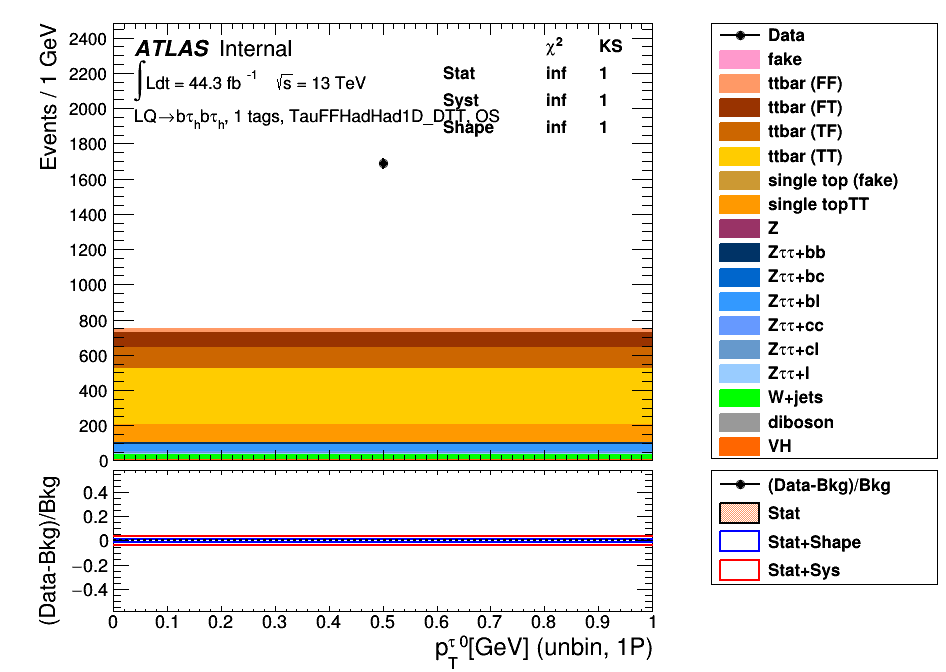 Events / 1 GeV
2400
2200
2000
1800
1600
1400
1200
1000
800
600
400
200
0
ATLAS Internal
∫Ldt = 44.3 fb⁻¹ √s = 13 TeV
LQ→bτₕbτₕ, 1 tags, TauFFHadHad1D_DTT, OS
χ² KS
Stat inf 1
Syst inf 1
Shape inf 1
Data
fake
ttbar (FF)
ttbar (FT)
ttbar (TF)
ttbar (TT)
single top (fake)
single topTT
Z
Zττ+bb
Zττ+bc
Zττ+bl
Zττ+cc
Zττ+cl
Zττ+l
W+jets
diboson
VH
(Data-Bkg)/Bkg
0.4
0.2
0
−0.2
−0.4
0 0.1 0.2 0.3 0.4 0.5 0.6 0.7 0.8 0.9 1
p_T^{τ 0}[GeV] (unbin, 1P)
(Data-Bkg)/Bkg
Stat
Stat+Shape
Stat+Sys